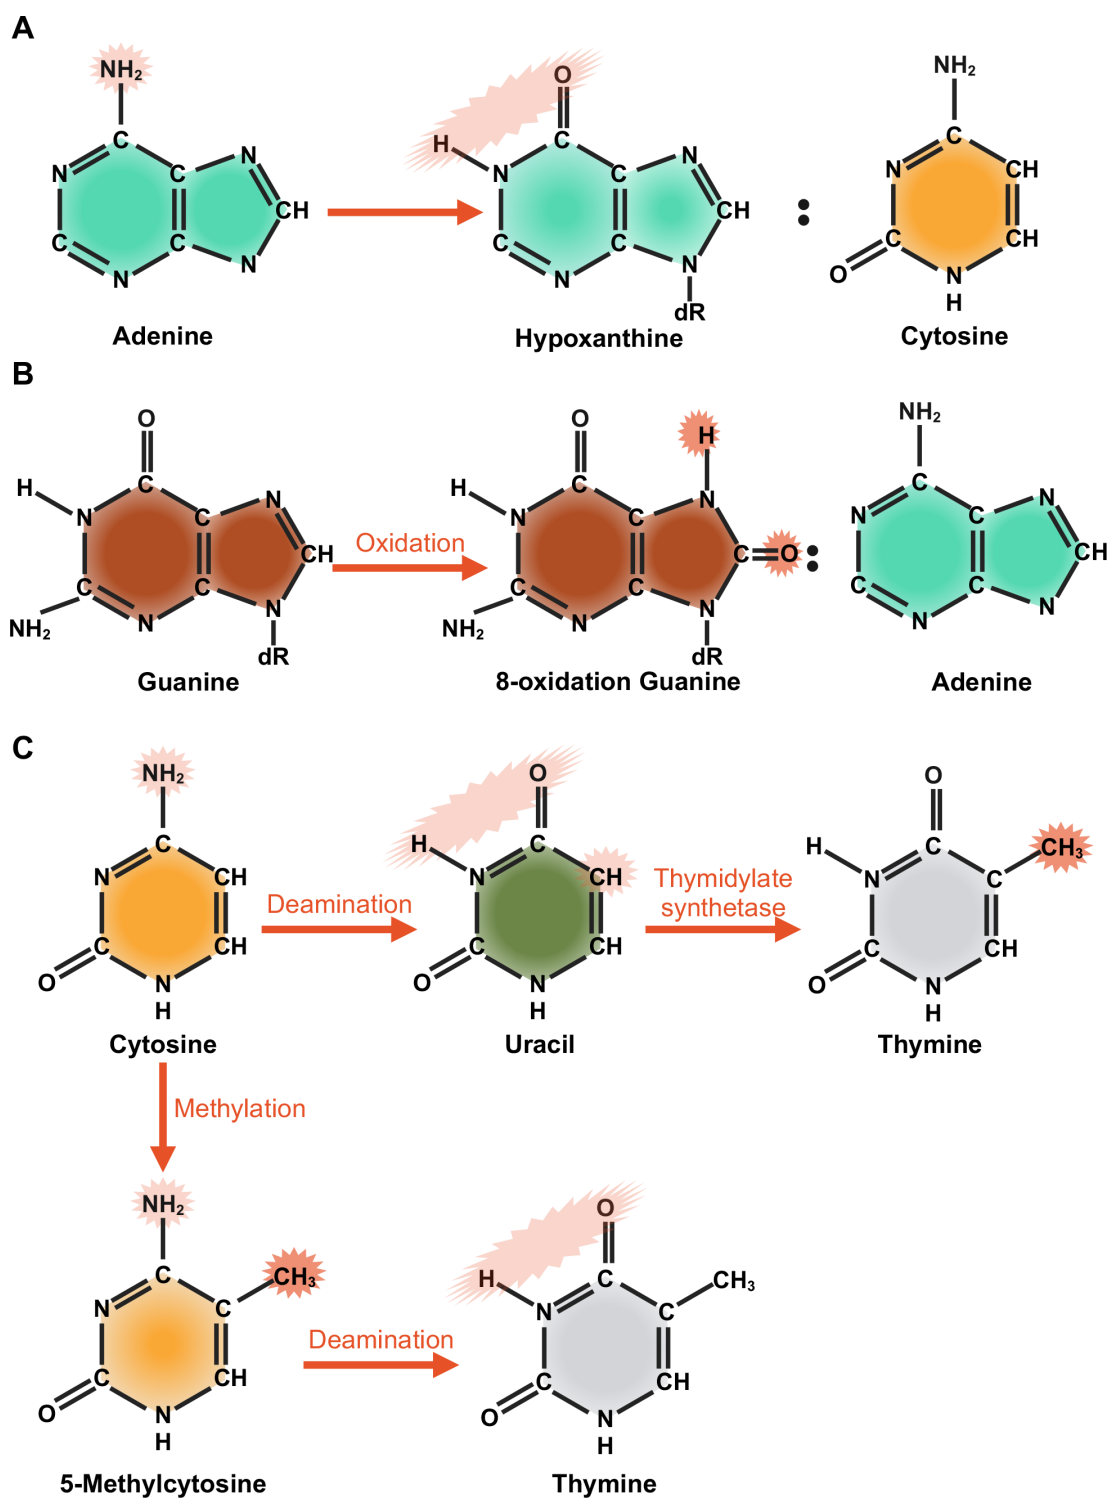 A
NH₂
C
N
N
C
CH
C
C
N
N
Adenine
O
H
C
N
N
C
CH
C
C
N
N
dR
Hypoxanthine
:
NH₂
C
N
CH
C
CH
O
N
H
Cytosine
B
O
H
C
N
N
C
CH
C
C
N
N
NH₂
dR
Guanine
Oxidation
O
H
H
C
N
N
C
C
O
C
C
N
N
NH₂
dR
8-oxidation Guanine
:
NH₂
C
N
N
C
CH
C
C
N
N
Adenine
C
NH₂
C
N
CH
C
CH
O
N
H
Cytosine
Deamination
O
H
C
N
CH
C
CH
O
N
H
Uracil
Thymidylate
synthetase
O
H
C
CH₃
N
C
C
CH
O
N
H
Thymine
Methylation
NH₂
C
CH₃
N
C
C
CH
O
N
H
5-Methylcytosine
Deamination
O
H
C
CH₃
N
C
C
CH
O
N
H
Thymine